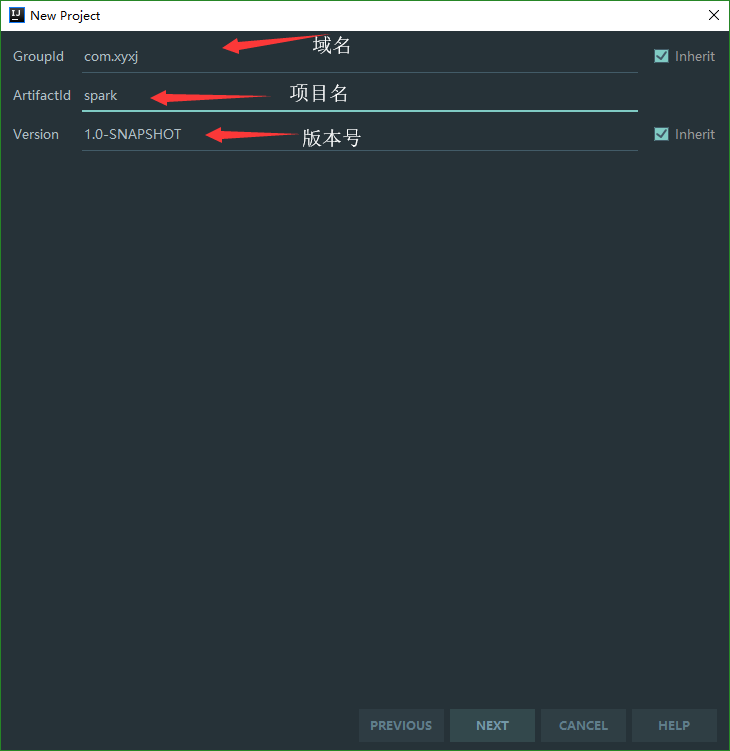 New Project
GroupId com.xyxj 域名 Inherit
ArtifactId spark 项目名
Version 1.0-SNAPSHOT 版本号 Inherit
PREVIOUS NEXT CANCEL HELP